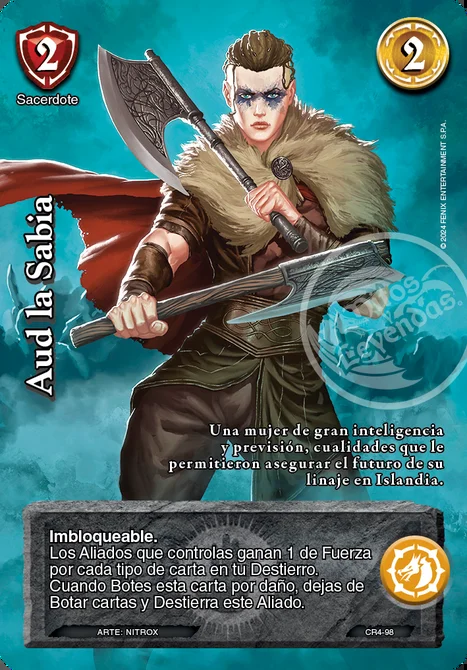 2
2
Sacerdote
© 2024 FENIX ENTERTAINMENT S.P.A.
Aud la Sabia
Mitos y
Leyendas
Una mujer de gran inteligencia
y previsión, cualidades que le
permitieron asegurar el futuro de su
linaje en Islandia.
Imbloqueable.
Los Aliados que controlas ganan 1 de Fuerza
por cada tipo de carta en tu Destierro.
Cuando Botes esta carta por daño, dejas de
Botar cartas y Destierra este Aliado.
ARTE: NITROX
CR4-98